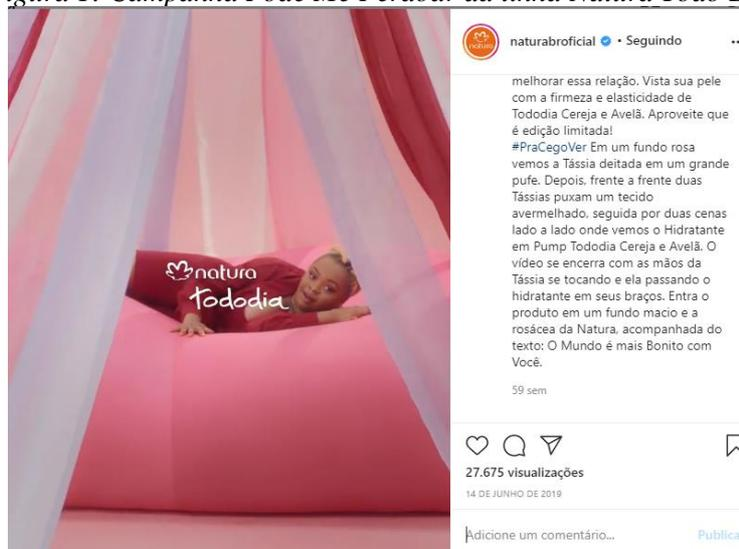 natura
Tododia
natura
naturabroficial • Seguindo
melhorar essa relação. Vista sua pele
com a firmeza e elasticidade de
Tododia Cereja e Avelã. Aproveite que
é edição limitada!
#PraCegoVer Em um fundo rosa
vemos a Tássia deitada em um grande
pufe. Depois, frente a frente duas
Tássias puxam um tecido
avermelhado, seguida por duas cenas
lado a lado onde vemos o Hidratante
em Pump Tododia Cereja e Avelã. O
vídeo se encerra com as mãos da
Tássia se tocando e ela passando o
hidratante em seus braços. Entra o
produto em um fundo macio e a
rosácea da Natura, acompanhada do
texto: O Mundo é mais Bonito com
Você.
59 sem
27.675 visualizações
14 DE JUNHO DE 2019
Adicione um comentário...
Publica